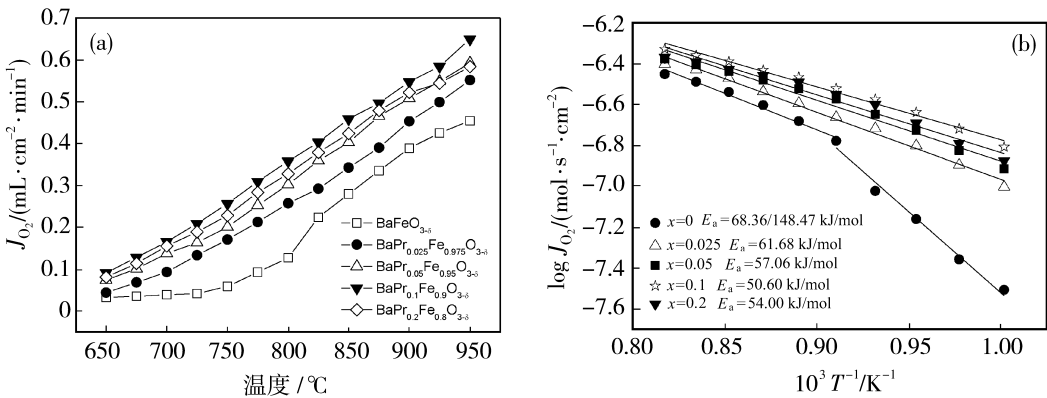 (a)
J_O₂/(mL·cm⁻²·min⁻¹)
0.7
0.6
0.5
0.4
0.3
0.2
0.1
0
BaFeO₃₋δ
BaPr₀.₀₂₅Fe₀.₉₇₅O₃₋δ
BaPr₀.₀₅Fe₀.₉₅O₃₋δ
BaPr₀.₁Fe₀.₉O₃₋δ
BaPr₀.₂Fe₀.₈O₃₋δ
650 700 750 800 850 900 950
温度/℃
(b)
log J_O₂/(mol·s⁻¹·cm⁻²)
-6.2
-6.4
-6.6
-6.8
-7.0
-7.2
-7.4
-7.6
x=0 Eₐ=68.36/148.47 kJ/mol
x=0.025 Eₐ=61.68 kJ/mol
x=0.05 Eₐ=57.06 kJ/mol
x=0.1 Eₐ=50.60 kJ/mol
x=0.2 Eₐ=54.00 kJ/mol
0.80 0.85 0.90 0.95 1.00
10³ T⁻¹/K⁻¹